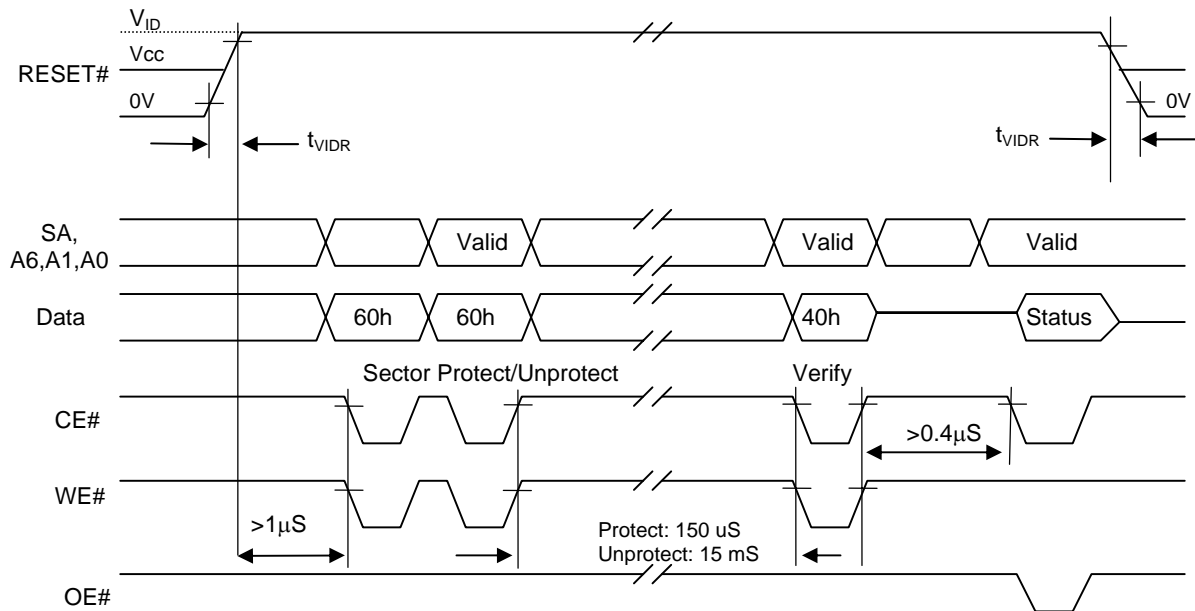 VID
Vcc
RESET#
0V
0V
tVIDR
tVIDR
SA,
A6,A1,A0
Valid
Valid
Valid
Data
60h
60h
40h
Status
Sector Protect/Unprotect
Verify
CE#
>0.4μS
WE#
>1μS
Protect: 150 uS
Unprotect: 15 mS
OE#